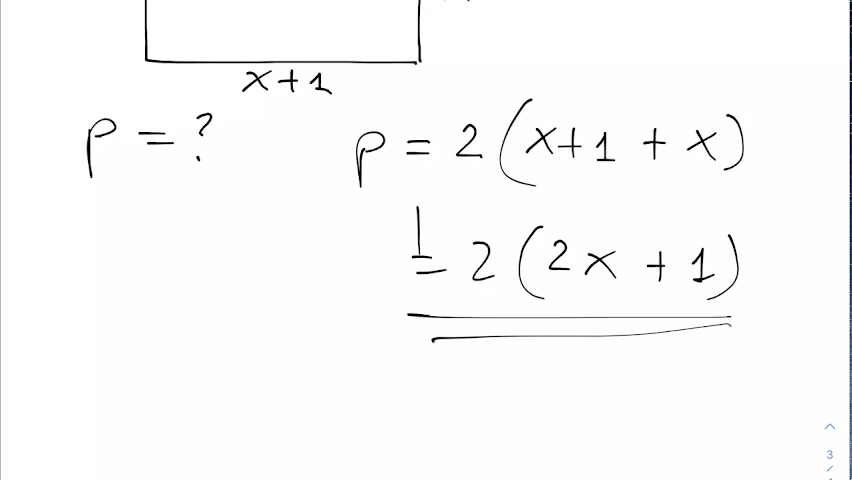 x+1
P = ? P = 2 (x+1 + x)
= 2 (2x + 1)
3
/